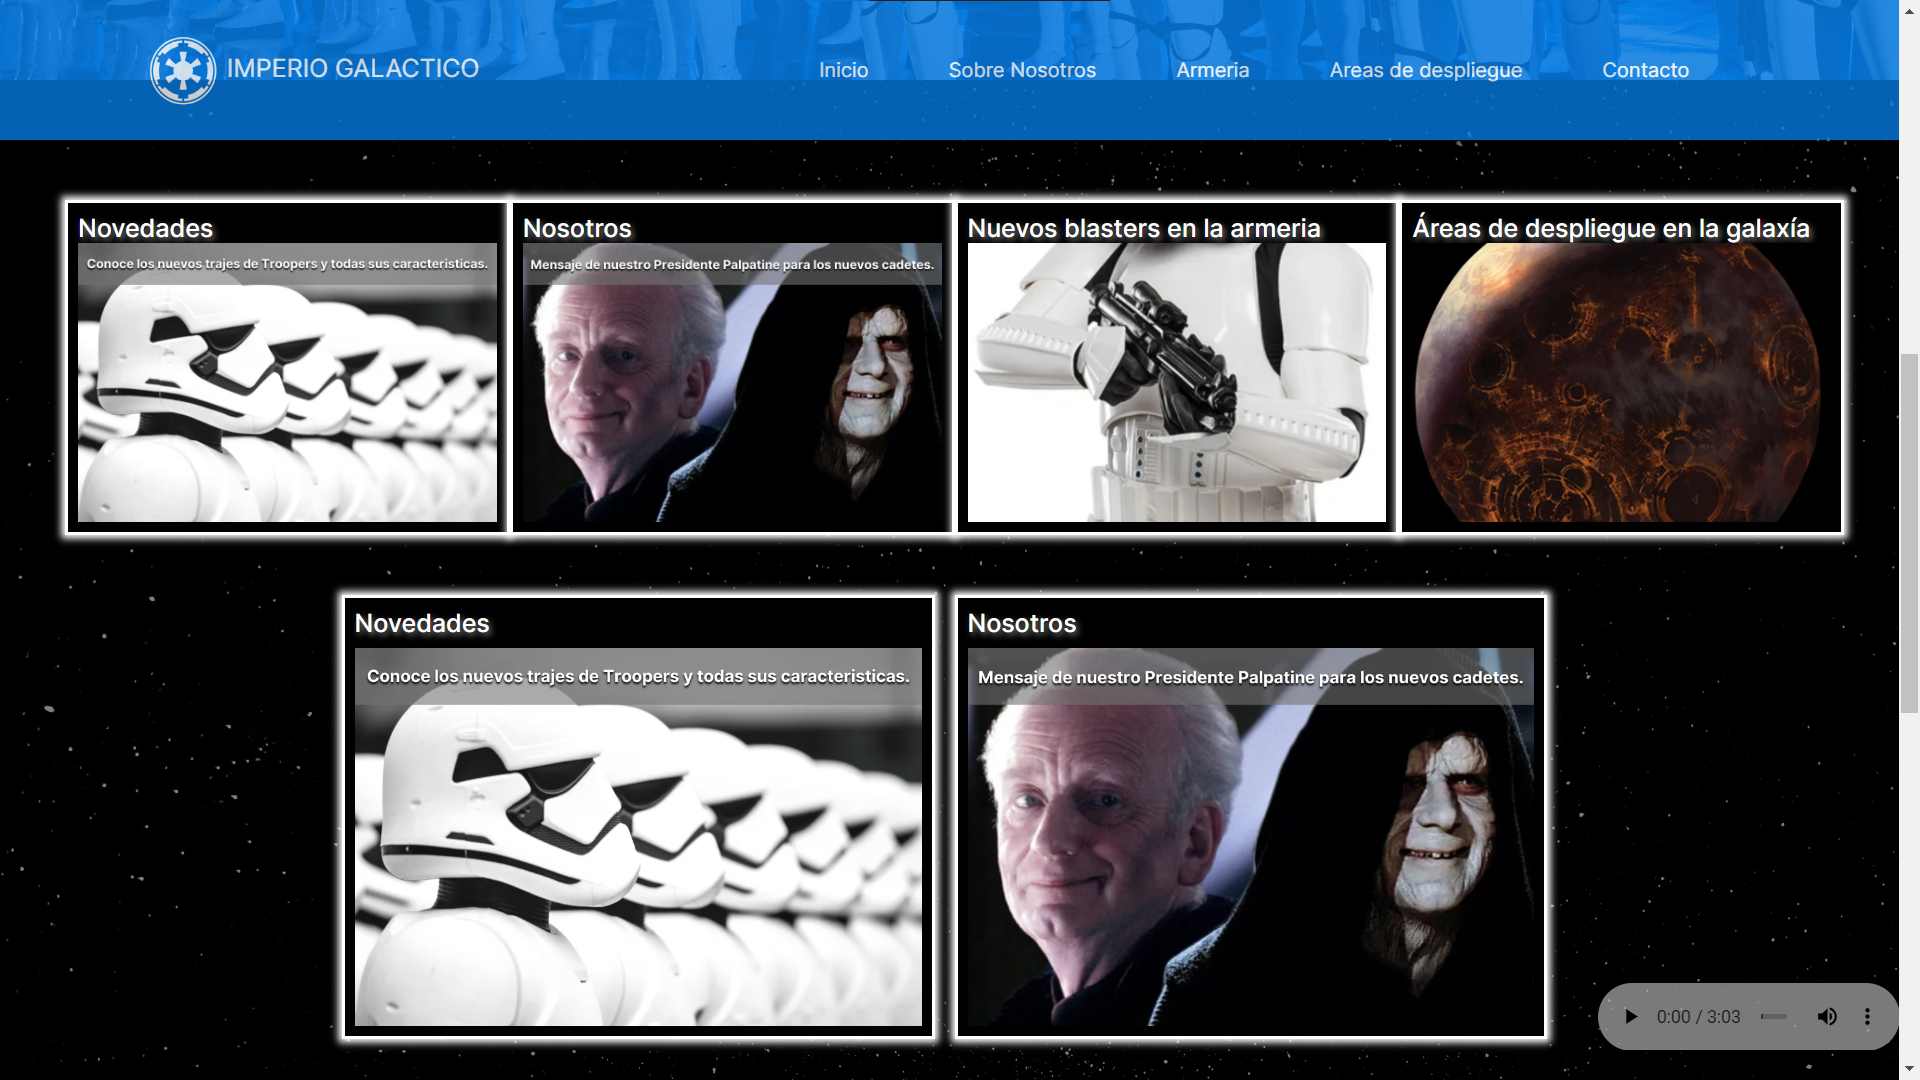 IMPERIO GALACTICO
Inicio
Sobre Nosotros
Armeria
Areas de despliegue
Contacto
Novedades
Conoce los nuevos trajes de Troopers y todas sus caracteristicas.
Nosotros
Mensaje de nuestro Presidente Palpatine para los nuevos cadetes.
Nuevos blasters en la armeria
Áreas de despliegue en la galaxía
Novedades
Conoce los nuevos trajes de Troopers y todas sus caracteristicas.
Nosotros
Mensaje de nuestro Presidente Palpatine para los nuevos cadetes.
0:00 / 3:03